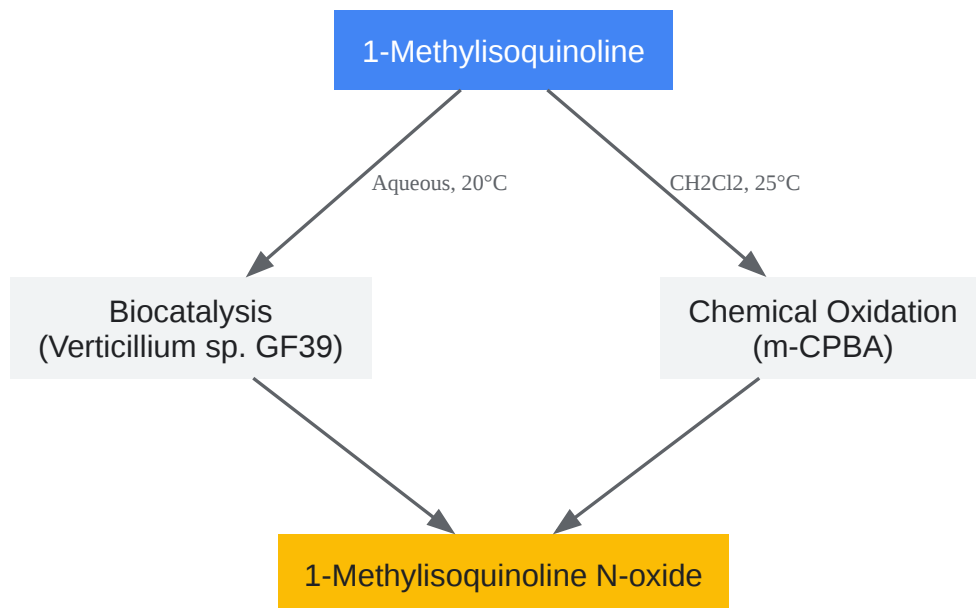 1-Methylisoquinoline
Aqueous, 20°C
CH2Cl2, 25°C
Biocatalysis
(Verticillium sp. GF39)
Chemical Oxidation
(m-CPBA)
1-Methylisoquinoline N-oxide